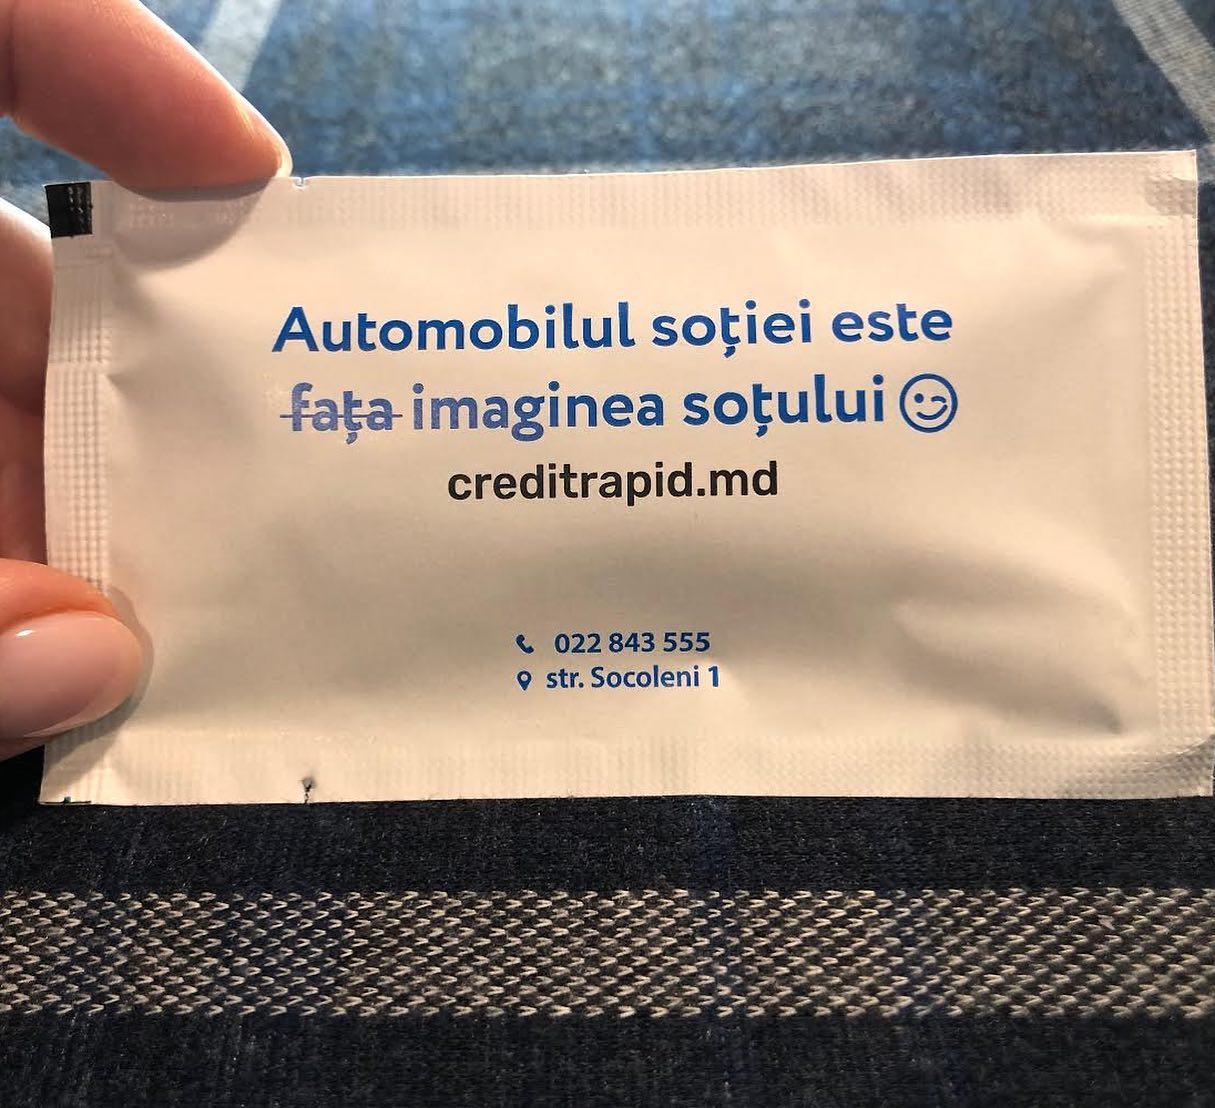 Automobilul soției este
fața imaginea soțului
creditrapid.md
022 843 555
str. Socoleni 1